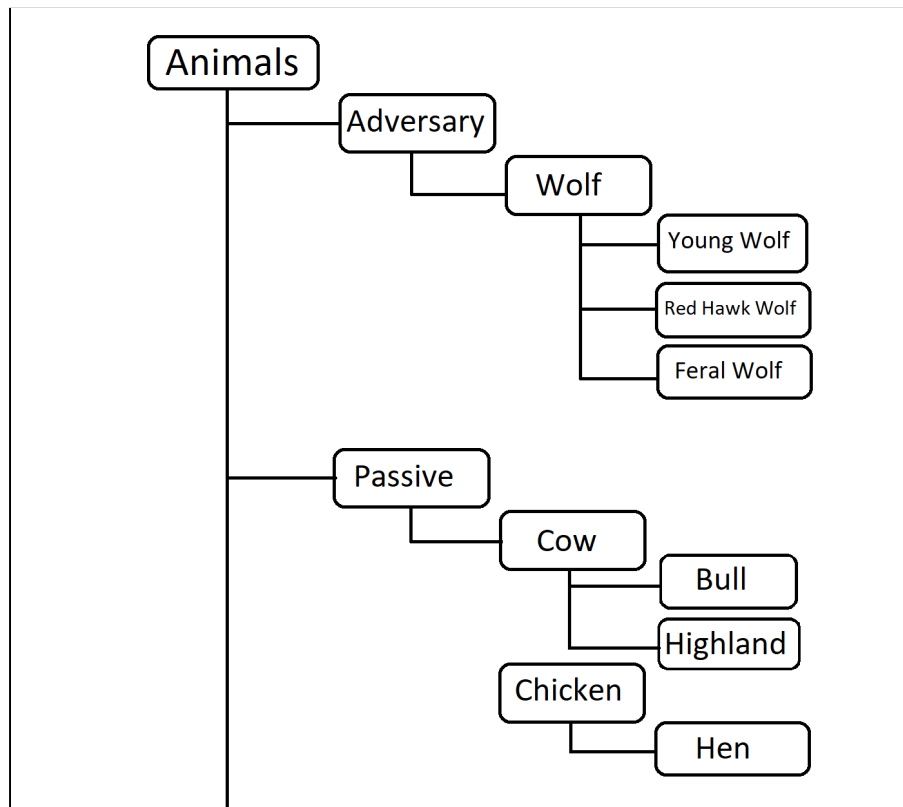 Animals
Adversary
Wolf
Young Wolf
Red Hawk Wolf
Feral Wolf
Passive
Cow
Bull
Highland
Chicken
Hen